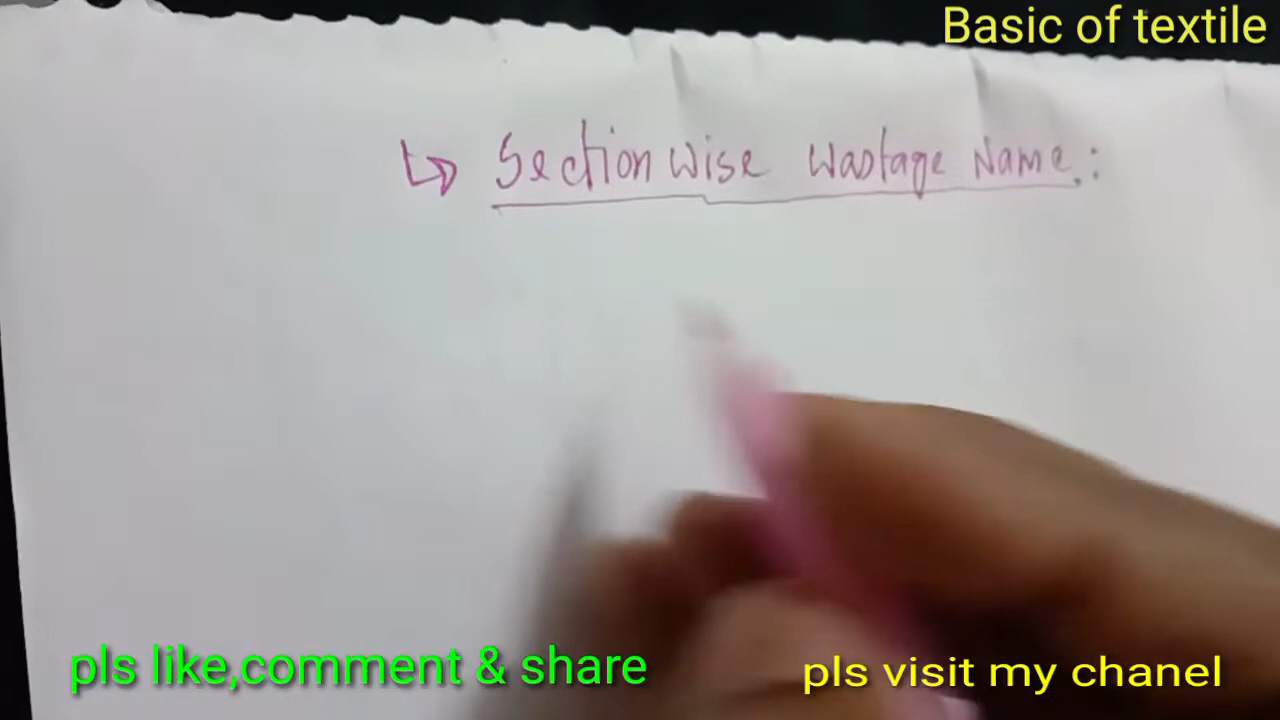 Basic of textile
Section wise wastage Name.:
pls like,comment & share
pls visit my chanel